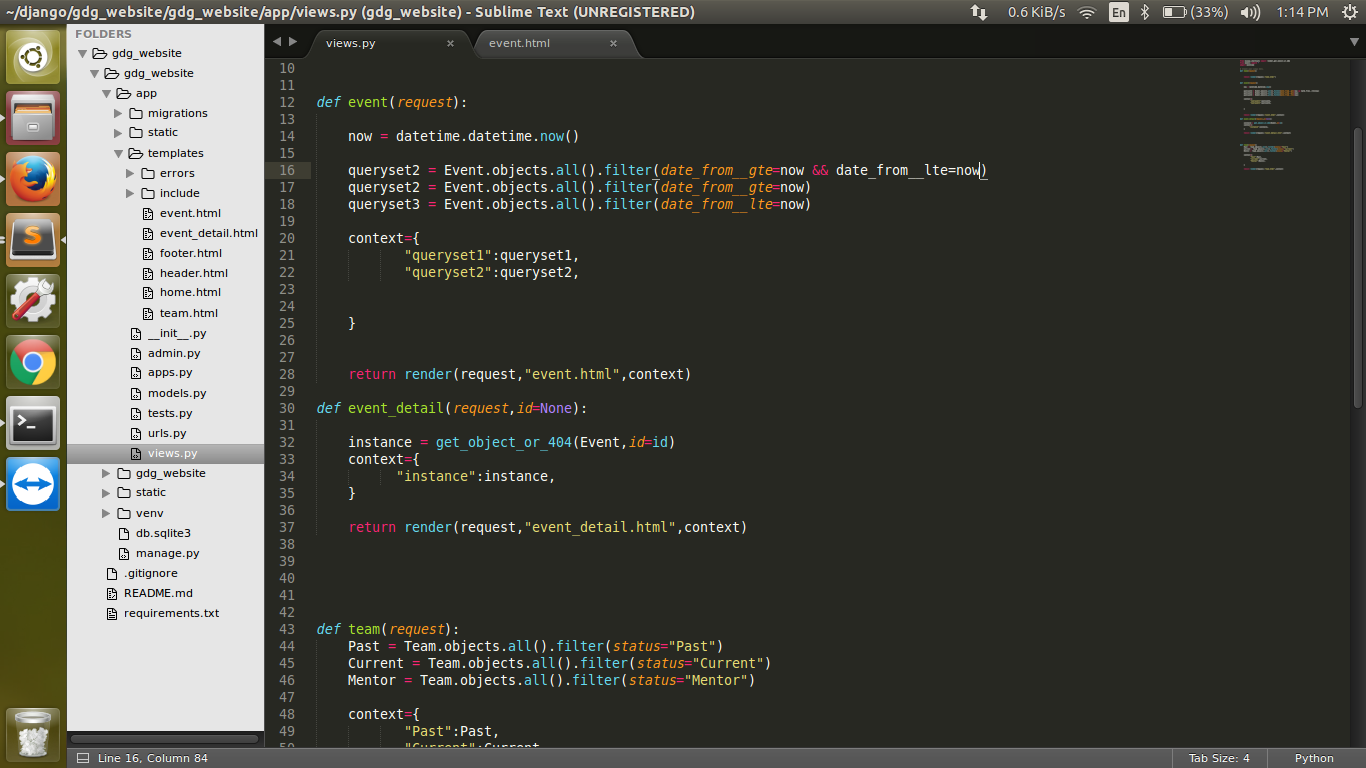 ~/django/gdg_website/gdg_website/app/views.py (gdg_website) - Sublime Text (UNREGISTERED)
0.6 KiB/s
En
(33%)
1:14 PM
FOLDERS
gdg_website
gdg_website
app
migrations
static
templates
errors
include
event.html
event_detail.html
footer.html
header.html
home.html
team.html
__init__.py
admin.py
apps.py
models.py
tests.py
urls.py
views.py
gdg_website
static
venv
db.sqlite3
manage.py
.gitignore
README.md
requirements.txt
views.py ×
event.html ×
10
11
12 def event(request):
13
14 now = datetime.datetime.now()
15
16 queryset2 = Event.objects.all().filter(date_from__gte=now && date_from__lte=now)
17 queryset2 = Event.objects.all().filter(date_from__gte=now)
18 queryset3 = Event.objects.all().filter(date_from__lte=now)
19
20 context={
21 "queryset1":queryset1,
22 "queryset2":queryset2,
23
24
25 }
26
27
28 return render(request,"event.html",context)
29
30 def event_detail(request,id=None):
31
32 instance = get_object_or_404(Event,id=id)
33 context={
34 "instance":instance,
35 }
36
37 return render(request,"event_detail.html",context)
38
39
40
41
42
43 def team(request):
44 Past = Team.objects.all().filter(status="Past")
45 Current = Team.objects.all().filter(status="Current")
46 Mentor = Team.objects.all().filter(status="Mentor")
47
48 context={
49 "Past":Past,
50 "Current":Current,
Line 16, Column 84
Tab Size: 4
Python